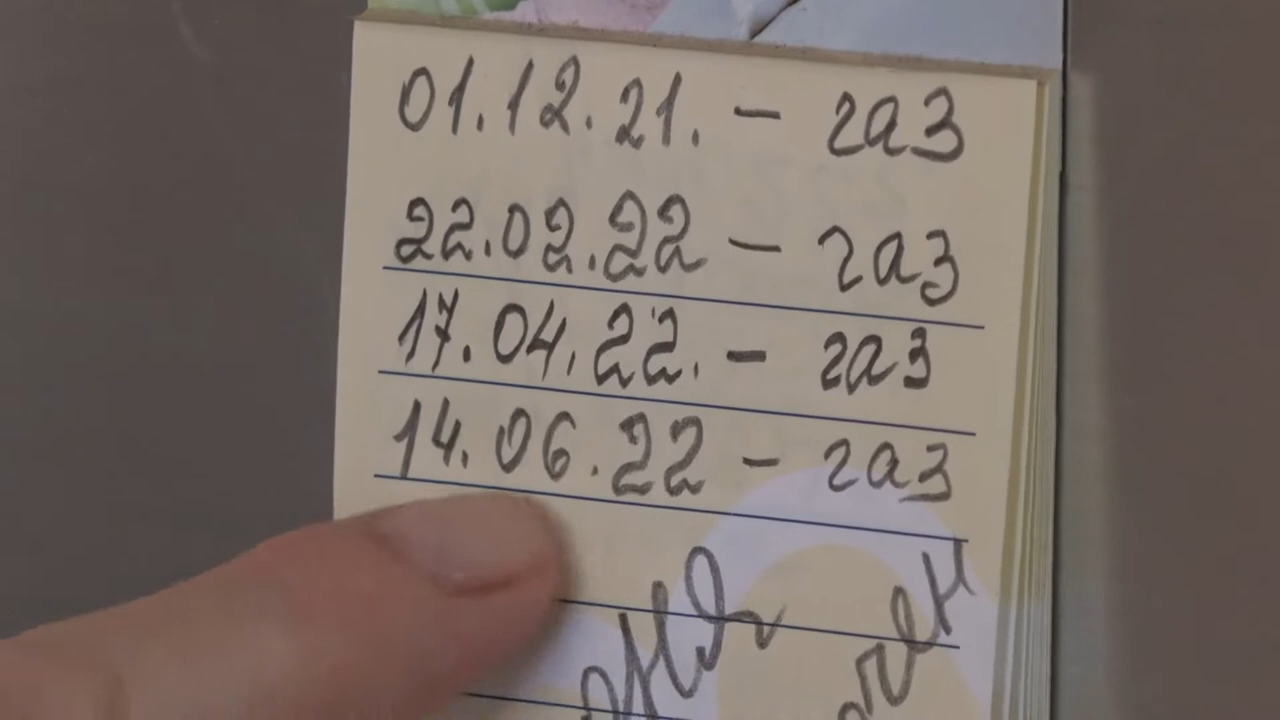 01.12.21. - газ
22.02.22 - газ
17.04.22. - газ
14.06.22 - газ